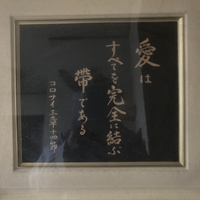 愛は
すべてを完全に結ぶ
帶である
コロサイ三章十四節